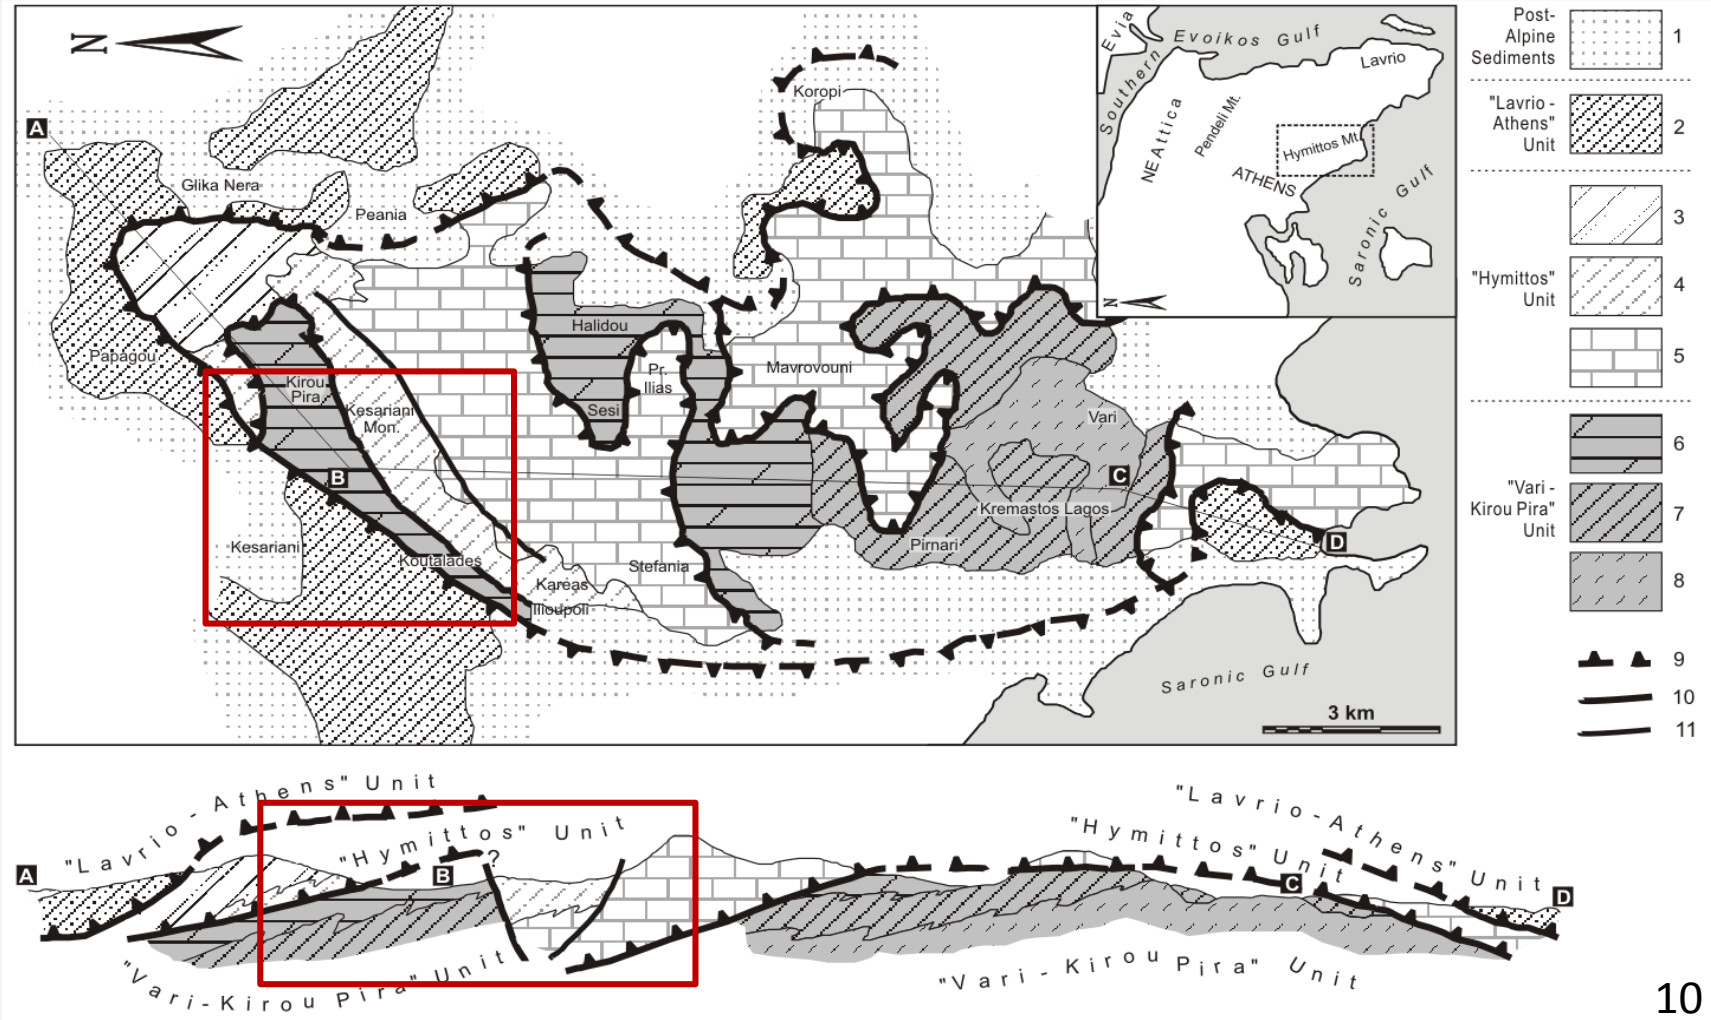 N
A
Glika Nera
Peania
Papagou
Kirou
Pira
Kesariani
Mon.
B
Kesariani
Koutalades
Kareas
Ilioupoli
Halidou
Sesi
Pr.
Ilias
Stefania
Koropi
Mavrovouni
Vari
C
Kremastos Lagos
Pirnari
D
Saronic Gulf
3 km
Southern Evia
Evoikos Gulf
Lavrio
NE Attica
Pendeli Mt.
Hymittos Mt.
ATHENS
Saronic Gulf
N
Post-
Alpine
Sediments
1
"Lavrio -
Athens"
Unit
2
3
"Hymittos"
Unit
4
5
6
"Vari -
Kirou Pira"
Unit
7
8
9
10
11
"Lavrio - Athens" Unit
"Hymittos" Unit
?
A
B
"Vari-Kirou Pira" Unit
"Lavrio-Athens" Unit
"Hymittos" Unit
C
D
"Vari - Kirou Pira" Unit
10